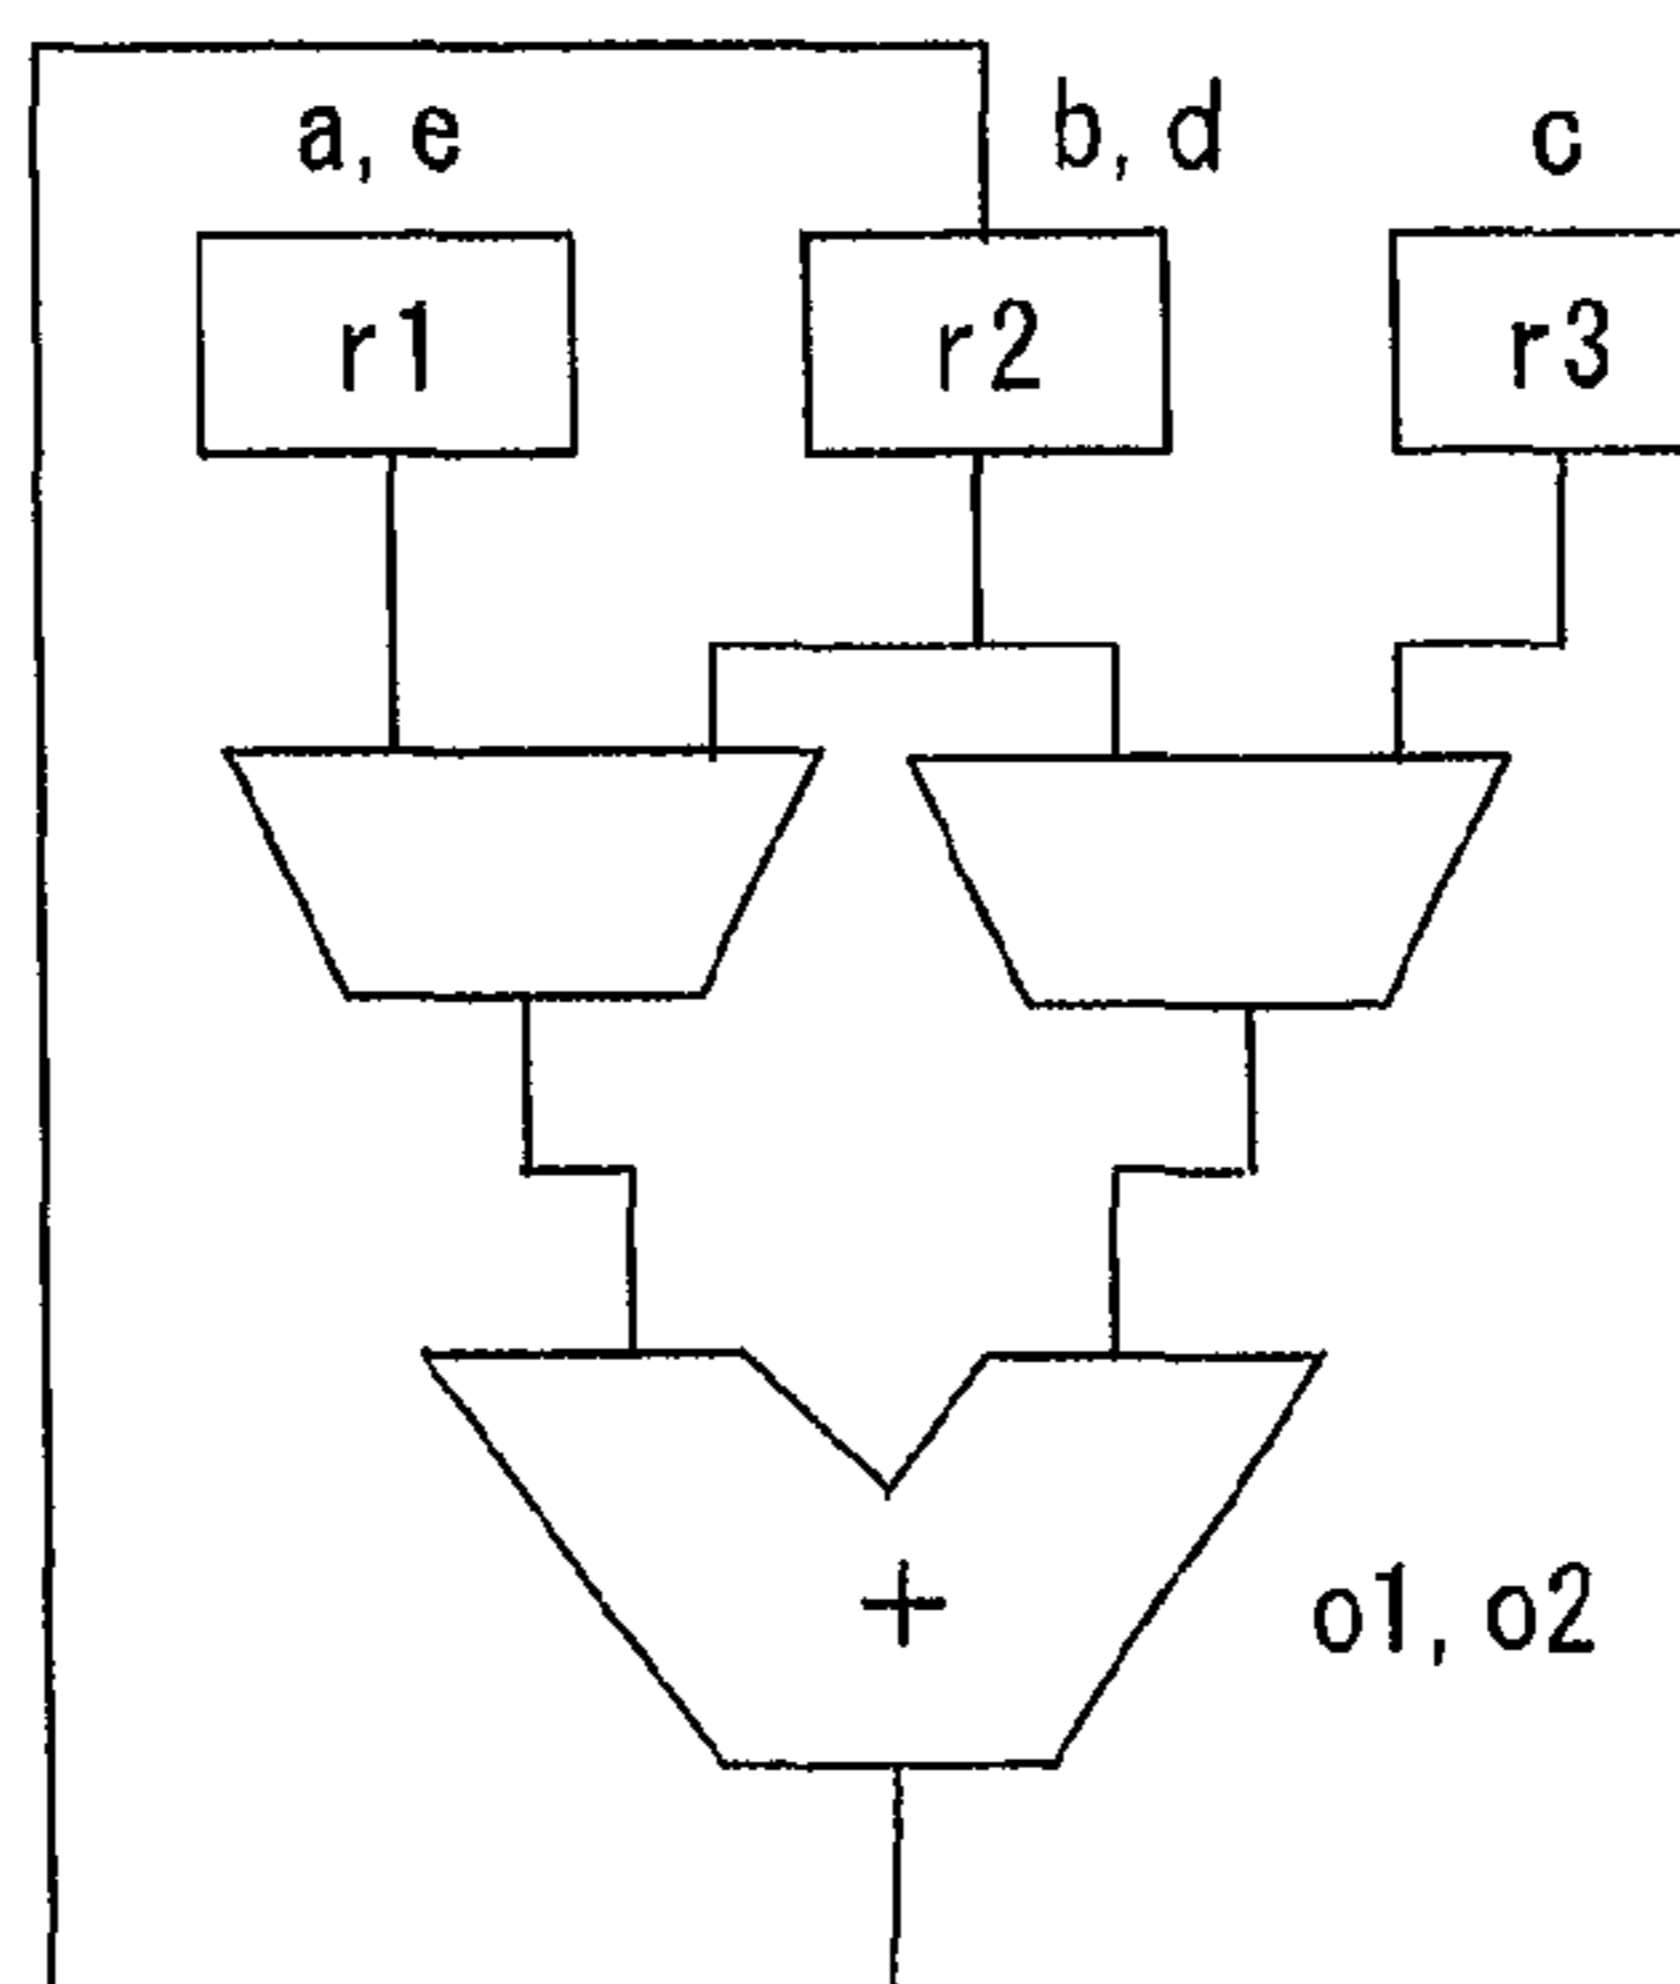 a, e
b, d
c
r1
r2
r3
+
o1, o2